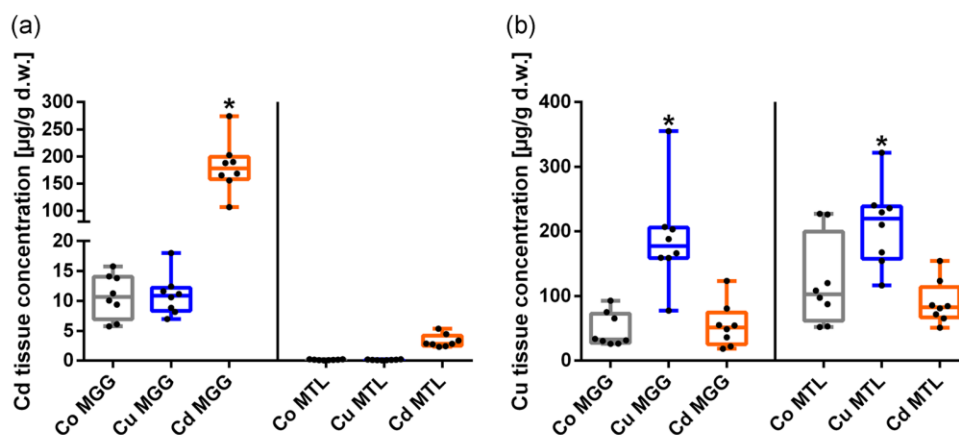 (a)
Cd tissue concentration [µg/g d.w.]
300
250
200
150
100
20
15
10
5
0
*
Co MGG
Cu MGG
Cd MGG
Co MTL
Cu MTL
Cd MTL
(b)
Cu tissue concentration [µg/g d.w.]
400
300
200
100
0
*
*
Co MGG
Cu MGG
Cd MGG
Co MTL
Cu MTL
Cd MTL